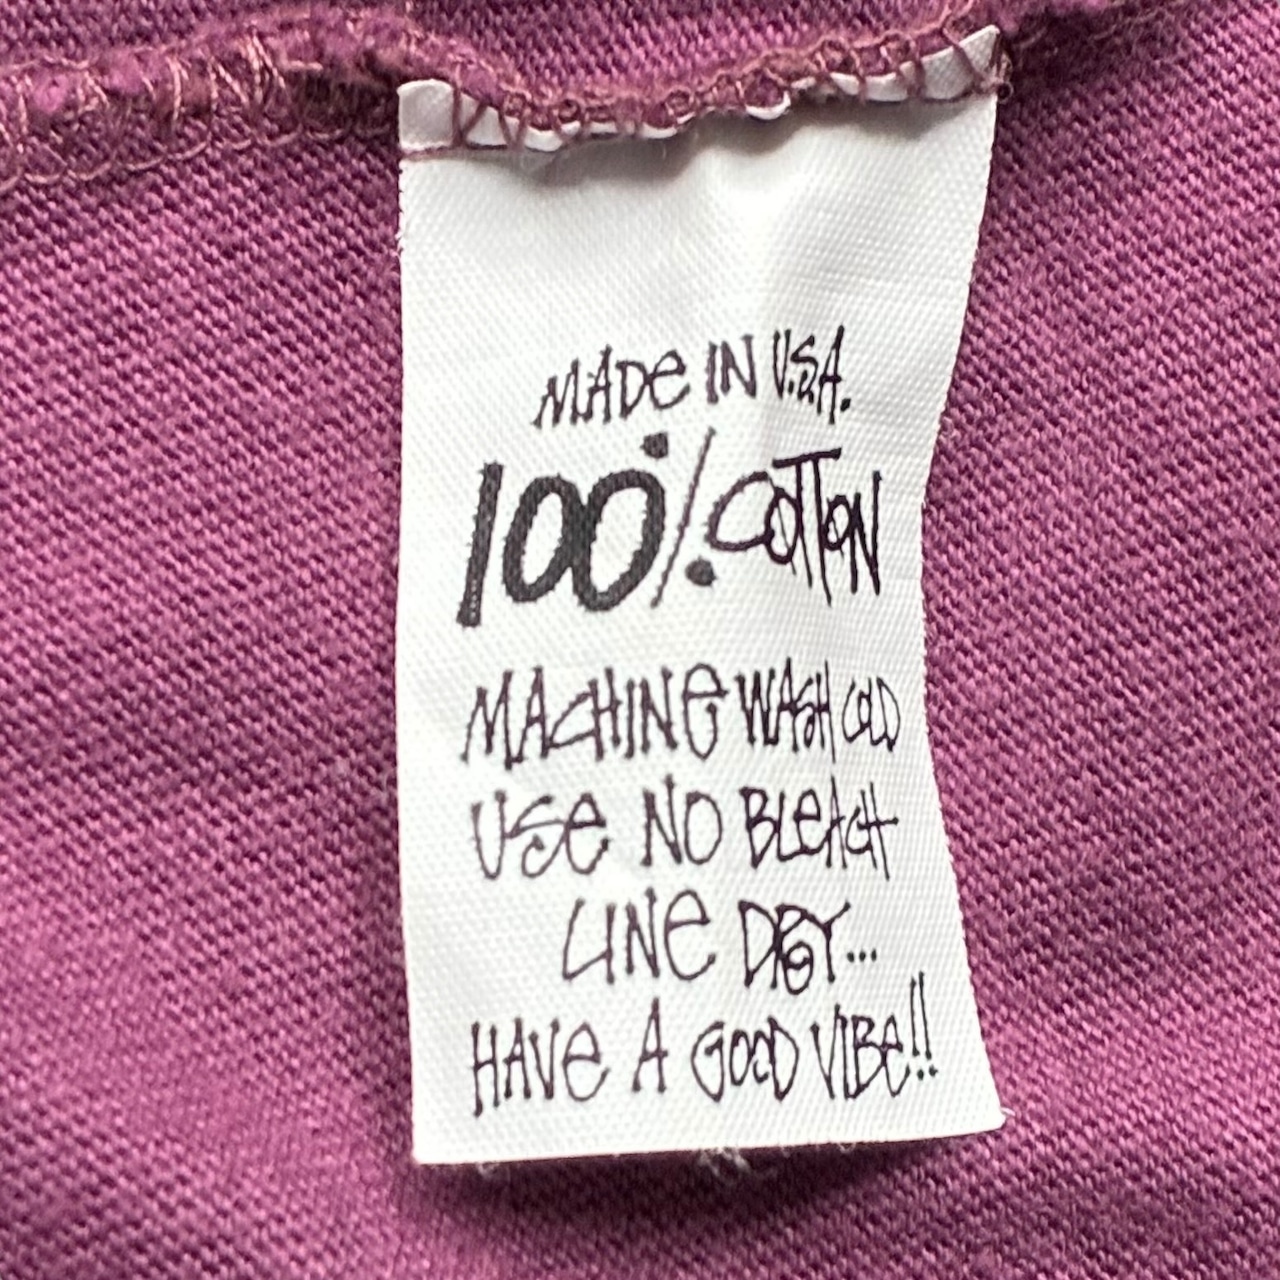 MADe IN U.S.A.
100% COTTON
MACHINe WASH COLD
USe NO BLeACH
LINe DRY...
HAVe A GOOD VIBe!!